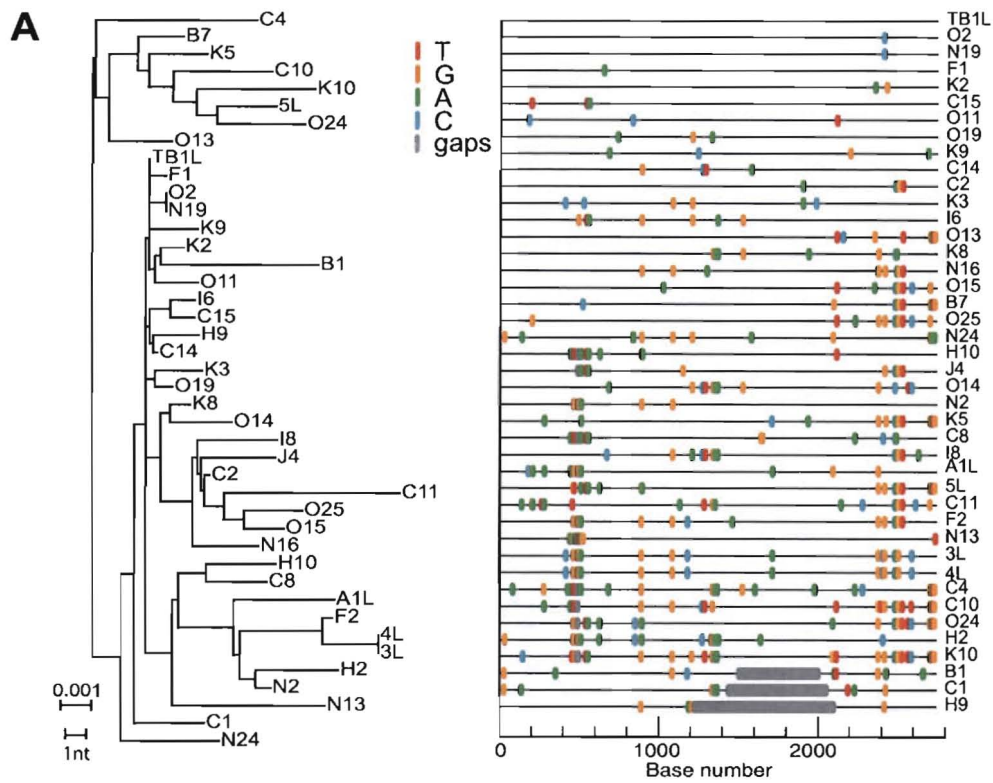 A
C4
B7
K5
C10
K10
5L
O24
O13
TB1L
F1
O2
N19
K9
K2
B1
O11
I6
C15
H9
C14
K3
O19
K8
O14
I8
J4
C2
C11
O25
O15
N16
H10
C8
A1L
F2
4L
3L
H2
N2
N13
C1
N24
0.001
1nt
T
G
A
C
gaps
TB1L
O2
N19
F1
K2
C15
O11
O19
K9
C14
C2
K3
I6
O13
K8
N16
O15
B7
O25
N24
H10
J4
O14
N2
K5
C8
I8
A1L
5L
C11
F2
N13
3L
4L
C4
C10
O24
H2
K10
B1
C1
H9
0 1000 2000
Base number